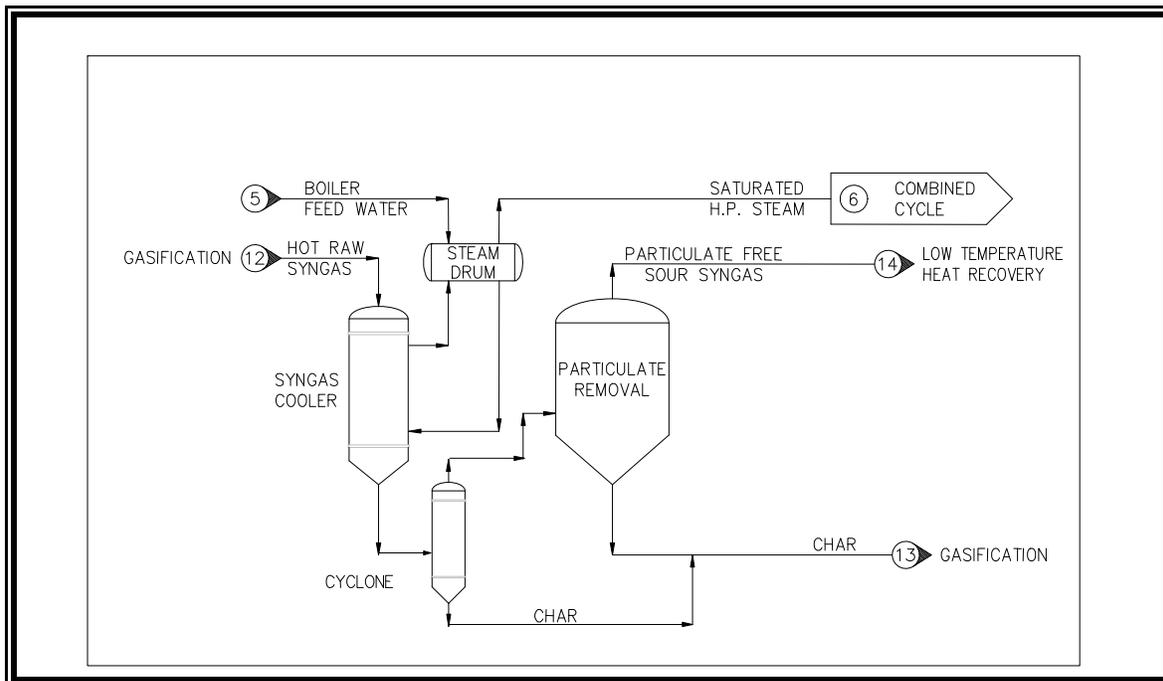 5
BOILER
FEED WATER
SATURATED
H.P. STEAM
6
COMBINED
CYCLE
GASIFICATION
12
HOT RAW
SYNGAS
STEAM
DRUM
PARTICULATE FREE
SOUR SYNGAS
14
LOW TEMPERATURE
HEAT RECOVERY
SYNGAS
COOLER
PARTICULATE
REMOVAL
CYCLONE
CHAR
CHAR
13
GASIFICATION